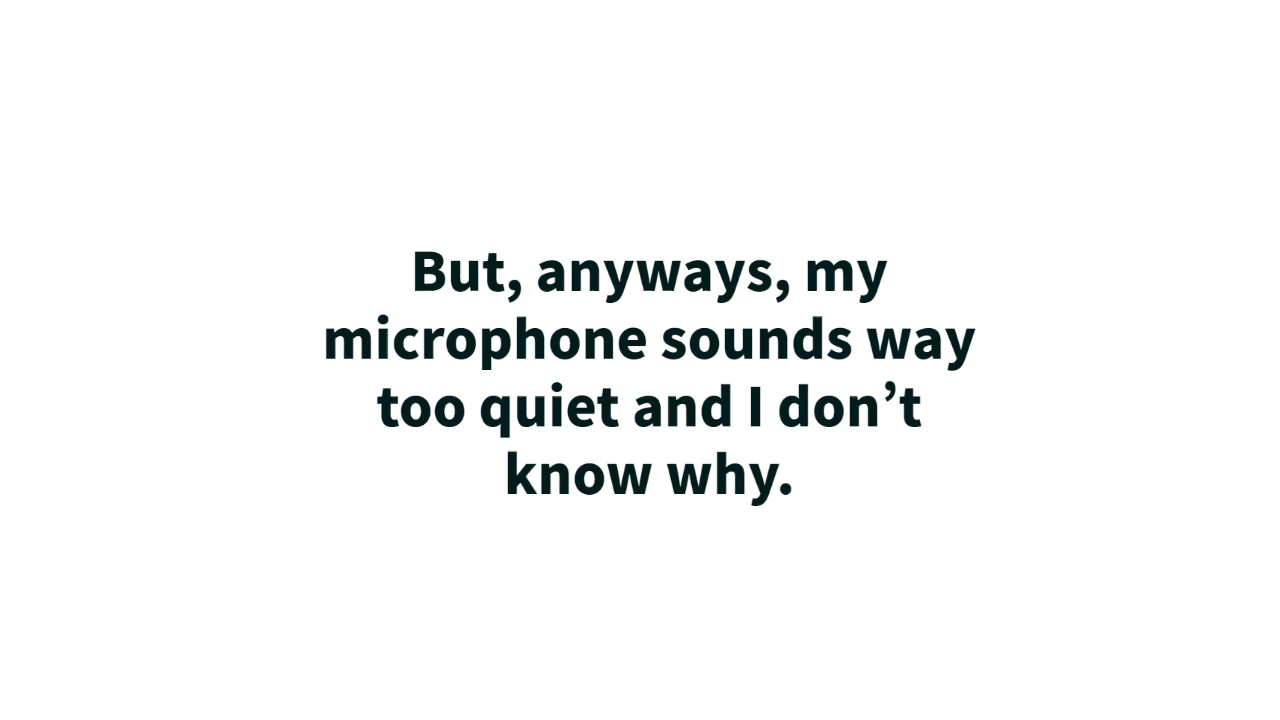 But, anyways, my
microphone sounds way
too quiet and I don’t
know why.